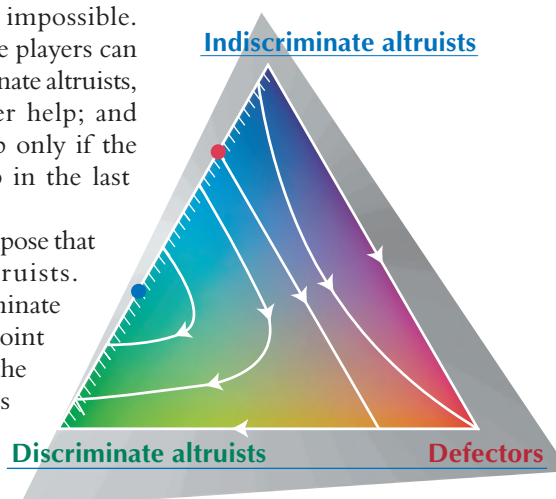 impossible.
e players can
nate altruists,
er help; and
p only if the
p in the last
pose that
ruists.
minate
oint
he
s
Indiscriminate altruists
Discriminate altruists
Defectors